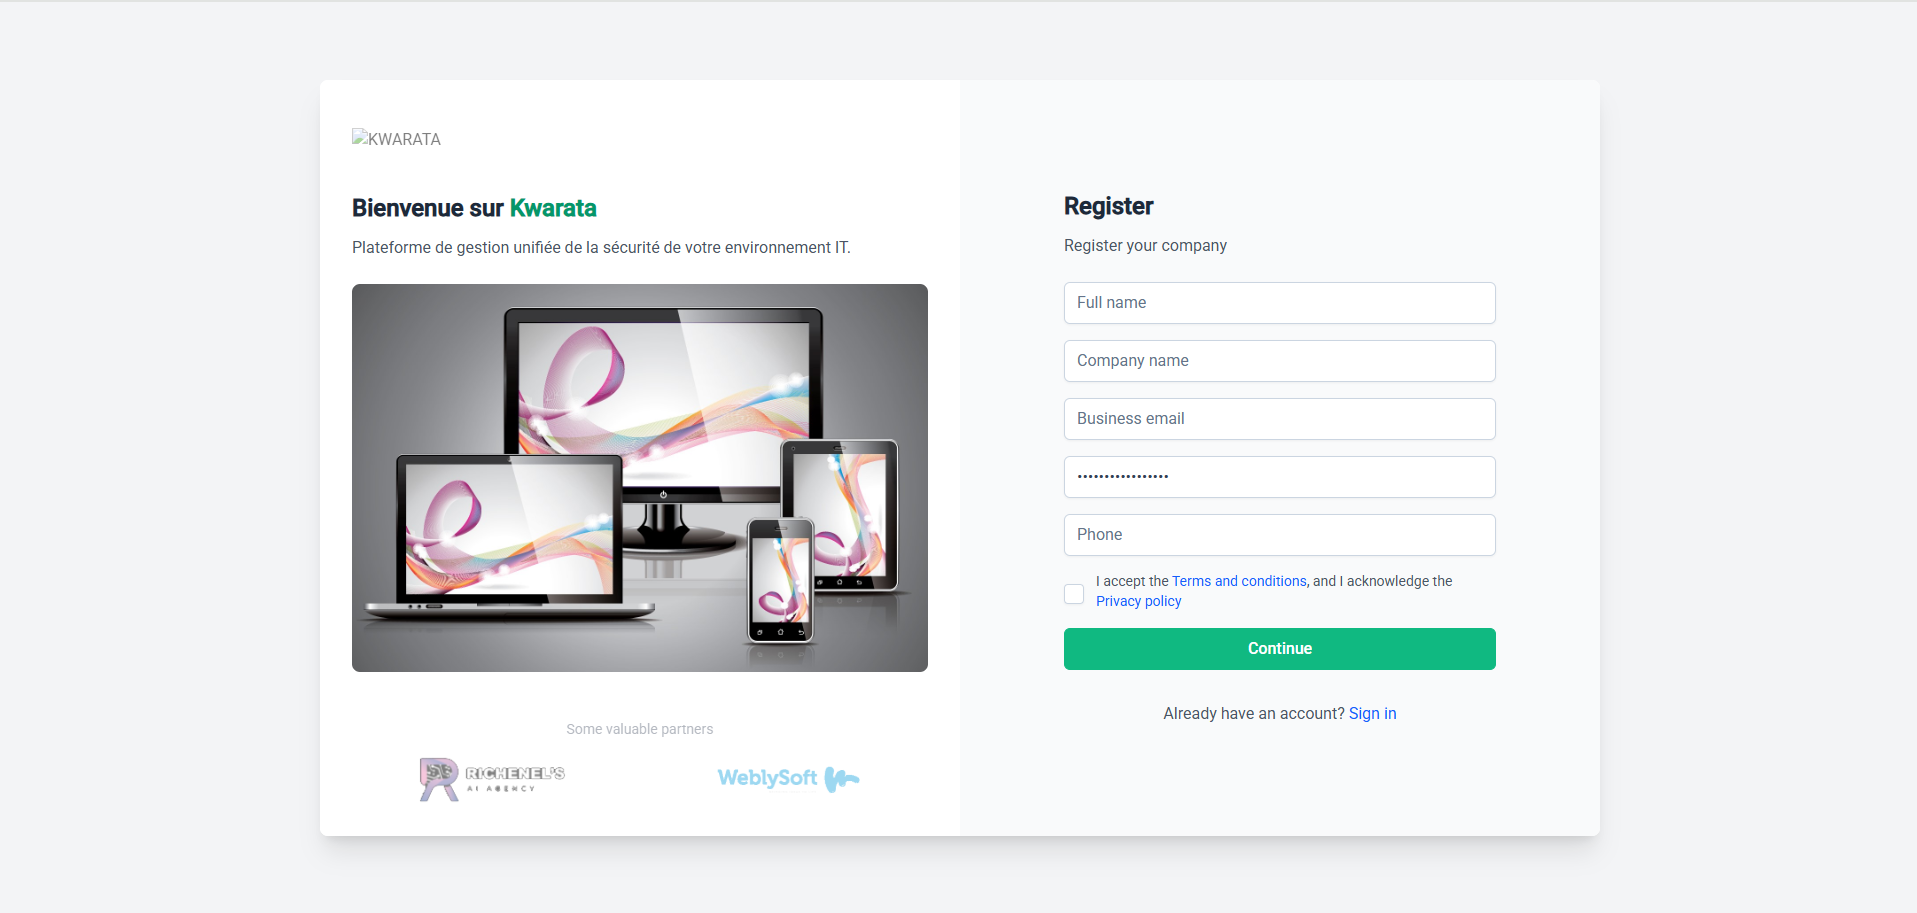 KWARATA
Bienvenue sur Kwarata
Plateforme de gestion unifiée de la sécurité de votre environnement IT.
Some valuable partners
RICHENEL'S
AI AGENCY
WeblySoft
Register
Register your company
Full name
Company name
Business email
•••••••••••••••••
Phone
I accept the Terms and conditions, and I acknowledge the
Privacy policy
Continue
Already have an account? Sign in